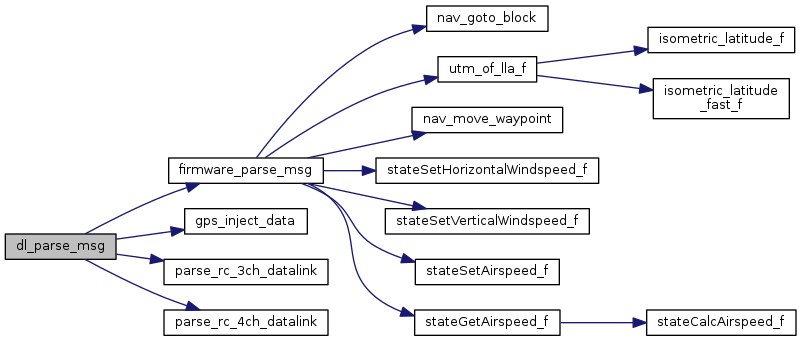 nav_goto_block
isometric_latitude_f
utm_of_lla_f
isometric_latitude
_fast_f
nav_move_waypoint
firmware_parse_msg
stateSetHorizontalWindspeed_f
gps_inject_data
stateSetVerticalWindspeed_f
dl_parse_msg
parse_rc_3ch_datalink
stateSetAirspeed_f
parse_rc_4ch_datalink
stateGetAirspeed_f
stateCalcAirspeed_f